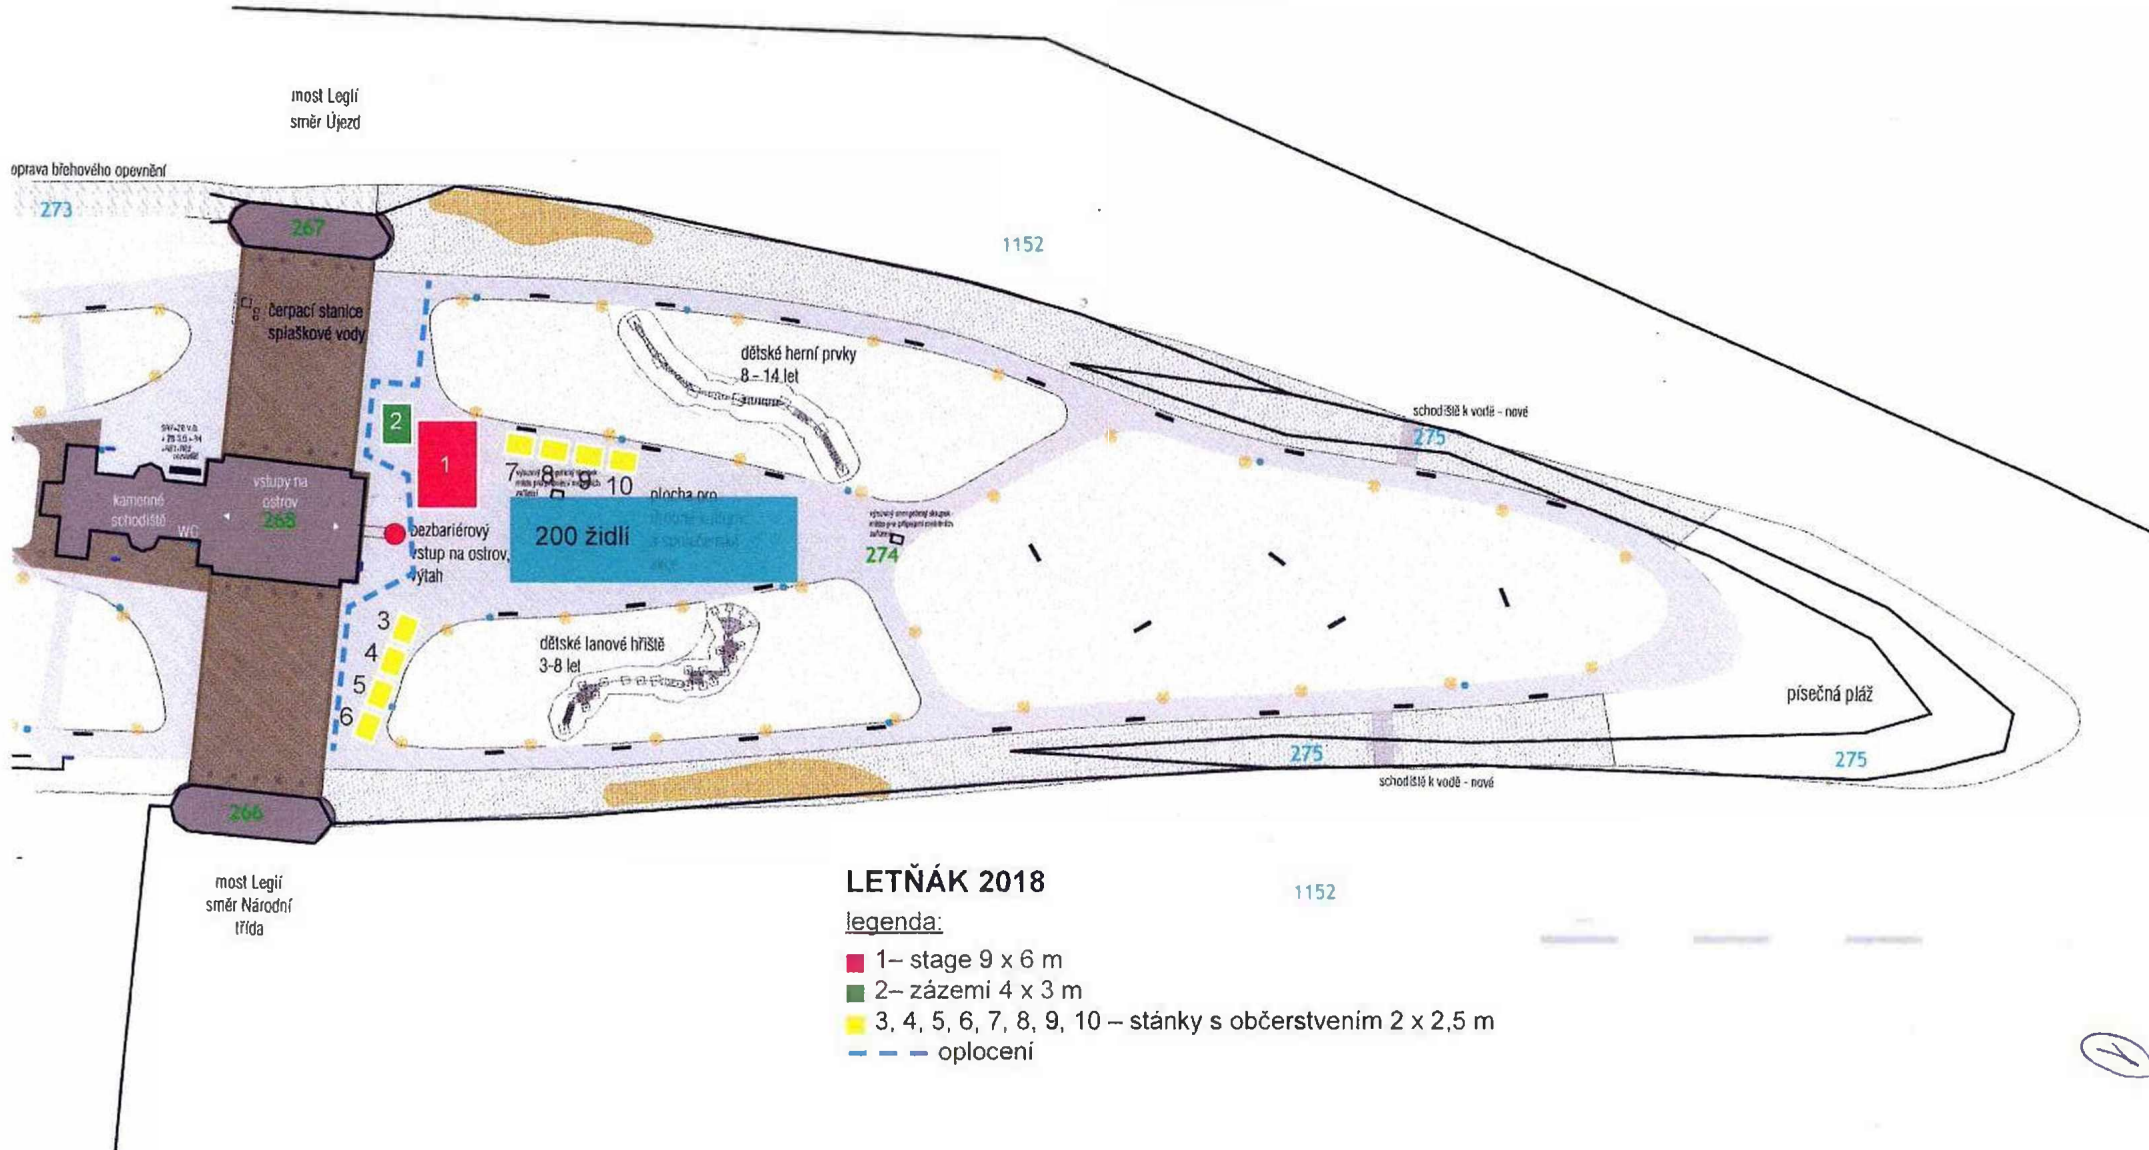 most Legií
směr Újezd
oprava břehového opevnění
273
267
1152
čerpací stanice
splaškové vody
dětské herní prvky
8 – 14 let
2
1
schodiště k vodě - nové
275
7
8
9
10
vstupy na
ostrov
268
kamenné
schodiště
WC
plocha pro
200 židlí
bezbariérový
vstup na ostrov,
výtah
274
3
4
5
6
dětské lanové hřiště
3-8 let
písečná pláž
275
275
schodiště k vodě - nové
266
most Legií
směr Národní
třída
LETŇÁK 2018
1152
legenda:
1– stage 9 x 6 m
2– zázemí 4 x 3 m
3, 4, 5, 6, 7, 8, 9, 10 – stánky s občerstvením 2 x 2,5 m
oplocení